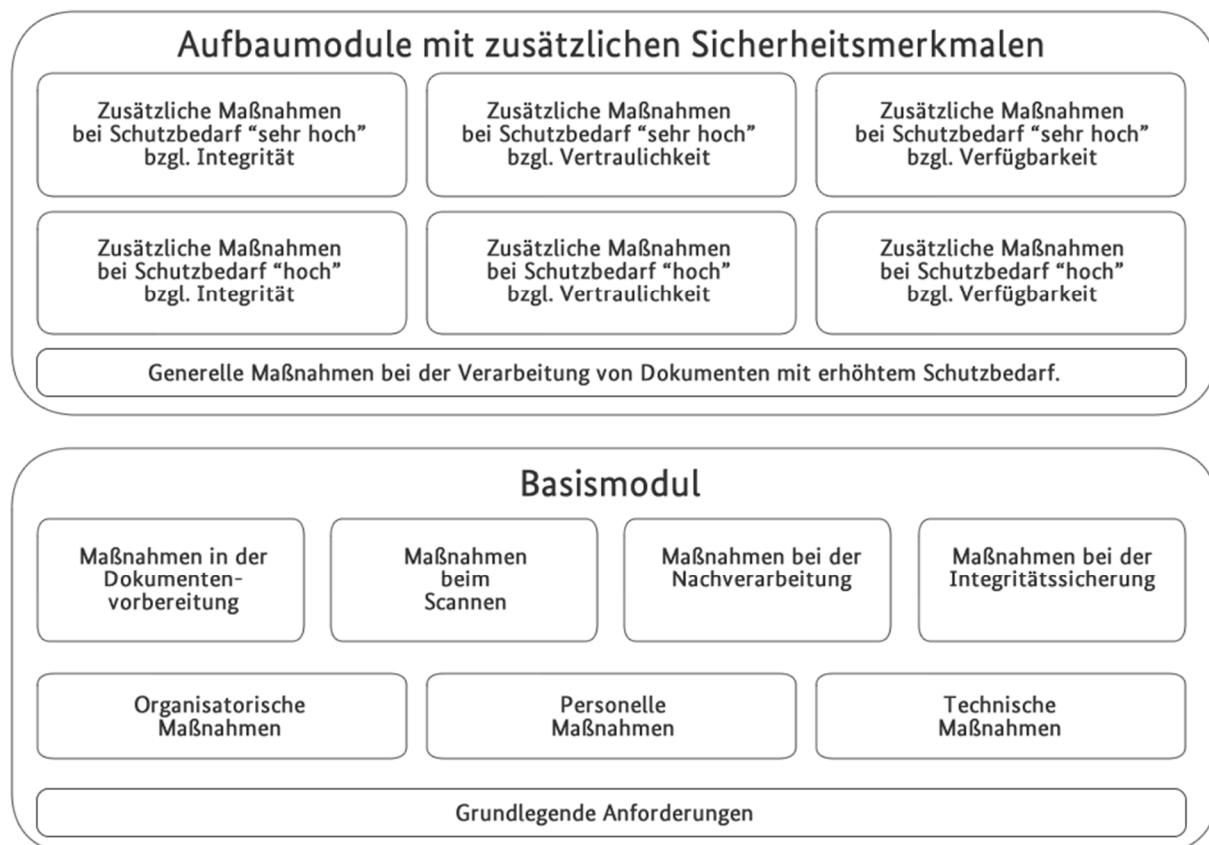 Aufbaumodule mit zusätzlichen Sicherheitsmerkmalen
Zusätzliche Maßnahmen
bei Schutzbedarf “sehr hoch”
bzgl. Integrität
Zusätzliche Maßnahmen
bei Schutzbedarf “sehr hoch”
bzgl. Vertraulichkeit
Zusätzliche Maßnahmen
bei Schutzbedarf “sehr hoch”
bzgl. Verfügbarkeit
Zusätzliche Maßnahmen
bei Schutzbedarf “hoch”
bzgl. Integrität
Zusätzliche Maßnahmen
bei Schutzbedarf “hoch”
bzgl. Vertraulichkeit
Zusätzliche Maßnahmen
bei Schutzbedarf “hoch”
bzgl. Verfügbarkeit
Generelle Maßnahmen bei der Verarbeitung von Dokumenten mit erhöhtem Schutzbedarf.
Basismodul
Maßnahmen in der
Dokumenten-
vorbereitung
Maßnahmen
beim
Scannen
Maßnahmen bei der
Nachverarbeitung
Maßnahmen bei der
Integritätssicherung
Organisatorische
Maßnahmen
Personelle
Maßnahmen
Technische
Maßnahmen
Grundlegende Anforderungen